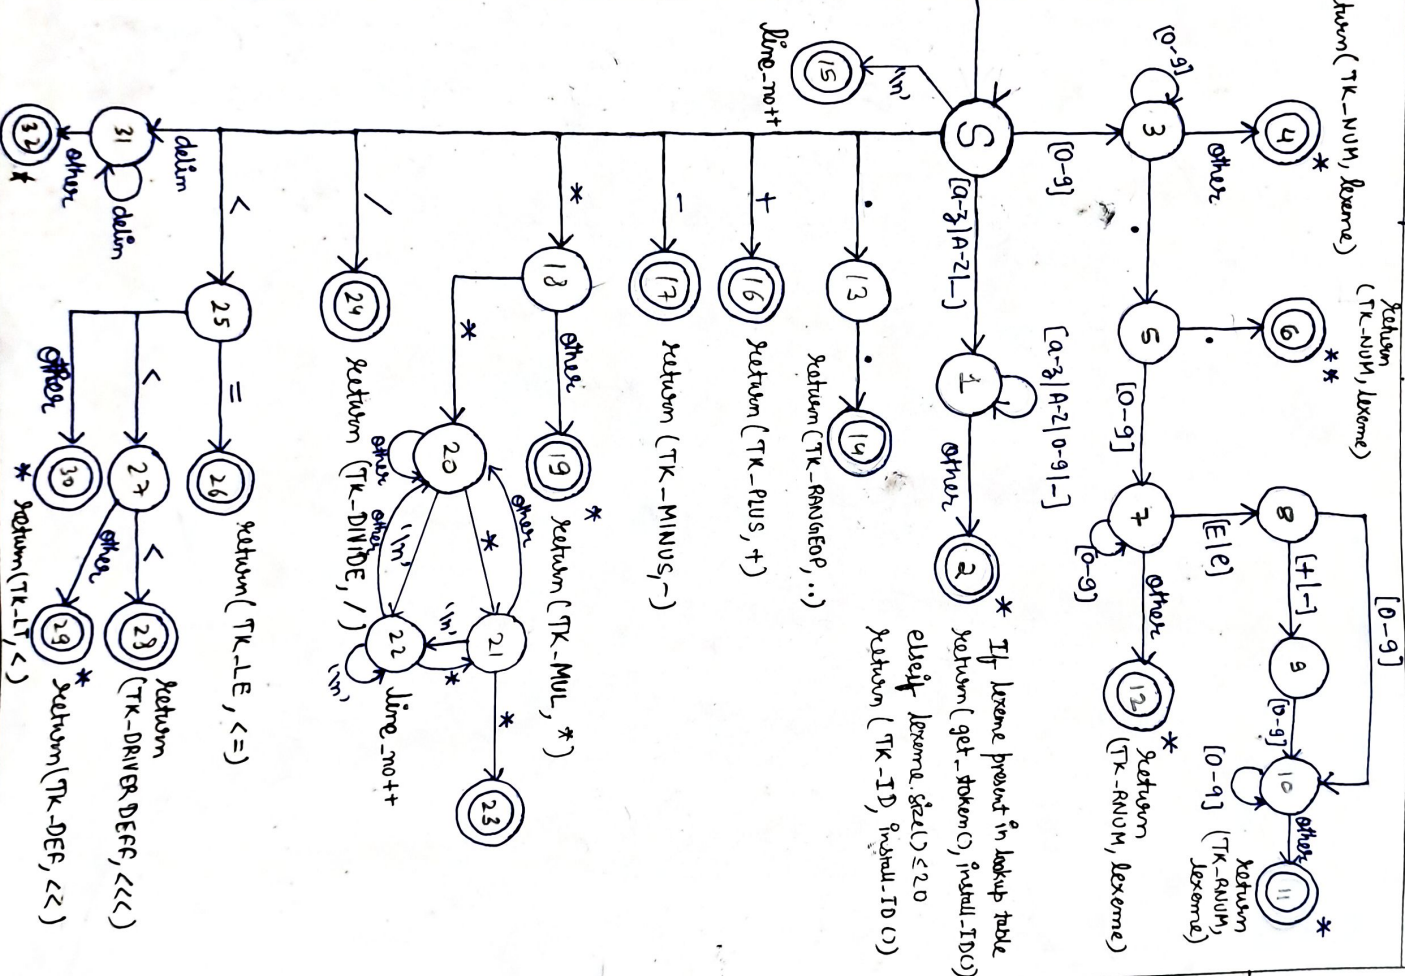 return(TK_NUM, lexeme)
4
*
other
[0-9]
3
[0-9]
.
return
(TK_NUM, lexeme)
6
**
.
5
[0-9]
7
[0-9]
[E|e]
8
[+|-]
9
[0-9]
[0-9]
10
[0-9]
other
11
*
return
(TK_RNUM,
lexeme)
other
12
*
return
(TK_RNUM, lexeme)
S
[a-z|A-Z|_]
1
[a-z|A-Z|0-9|_]
other
2
*
If lexeme present in lookup table
return(get_token(), install_ID())
elseif lexeme.size() ≤ 20
return (TK_ID, install_ID())
'\n'
15
line_no++
.
13
.
14
return(TK_RANGEOP, ..)
+
16
return(TK_PLUS, +)
-
17
return(TK_MINUS, -)
*
18
other
19
*
return(TK_MUL, *)
*
20
other
*
other
21
*
23
'\n'
other
'\n'
*
22
'\n'
line_no++
/
24
return (TK_DIVIDE, /)
<
25
=
26
return(TK_LE, <=)
<
27
<
28
return
(TK_DRIVERDEF, <<<)
other
29
*
return(TK_DEF, <<)
other
30
*
return(TK_LT, <)
delim
31
delim
other
32
*